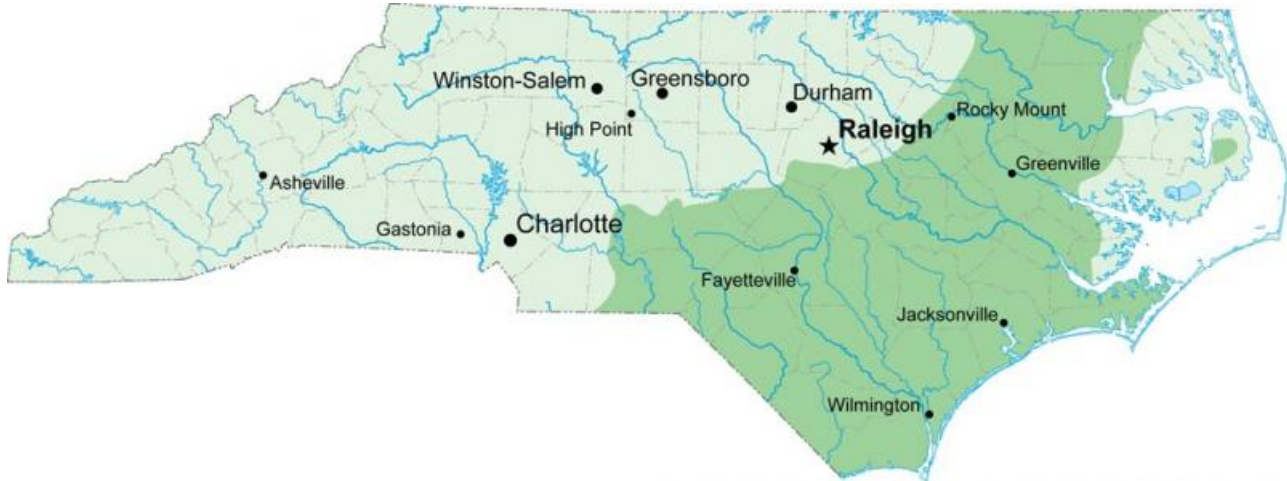 Winston-Salem
Greensboro
Durham
High Point
Raleigh
Rocky Mount
Greenville
Asheville
Gastonia
Charlotte
Fayetteville
Jacksonville
Wilmington